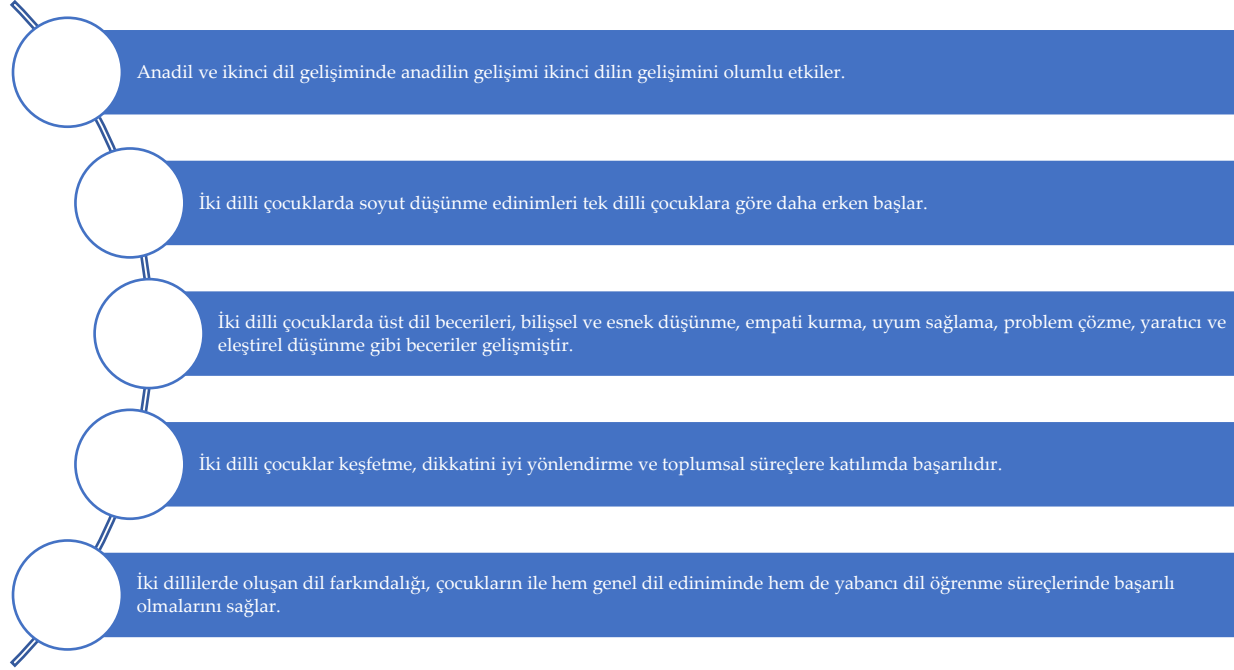 Anadil ve ikinci dil gelişiminde anadilin gelişimi ikinci dilin gelişimini olumlu etkiler.
İki dilli çocuklarda soyut düşünme edinimleri tek dilli çocuklara göre daha erken başlar.
İki dilli çocuklarda üst dil becerileri, bilişsel ve esnek düşünme, empati kurma, uyum sağlama, problem çözme, yaratıcı ve
eleştirel düşünme gibi beceriler gelişmiştir.
İki dilli çocuklar keşfetme, dikkatini iyi yönlendirme ve toplumsal süreçlere katılımda başarılıdır.
İki dillilerde oluşan dil farkındalığı, çocukların ile hem genel dil ediniminde hem de yabancı dil öğrenme süreçlerinde başarılı
olmalarını sağlar.